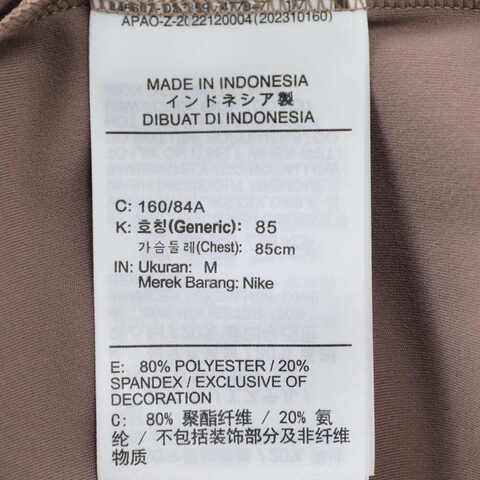 APAO-Z-2022120004(202310160)
MADE IN INDONESIA
インドネシア製
DIBUAT DI INDONESIA
C: 160/84A
K: 호칭(Generic): 85
가슴둘레(Chest): 85cm
IN: Ukuran: M
Merek Barang: Nike
E: 80% POLYESTER / 20%
SPANDEX / EXCLUSIVE OF
DECORATION
C: 80% 聚酯纤维 / 20% 氨
纶 / 不包括装饰部分及非纤维
物质